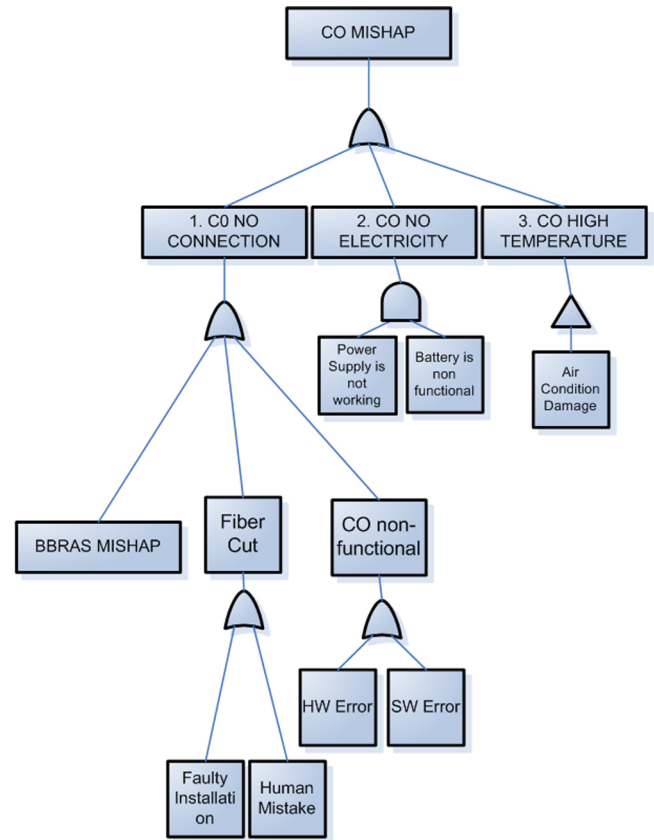 CO MISHAP
1. C0 NO
CONNECTION
2. CO NO
ELECTRICITY
3. CO HIGH
TEMPERATURE
Power
Supply is
not
working
Battery is
non
functional
Air
Condition
Damage
BBRAS MISHAP
Fiber
Cut
CO non-
functional
HW Error
SW Error
Faulty
Installati
on
Human
Mistake